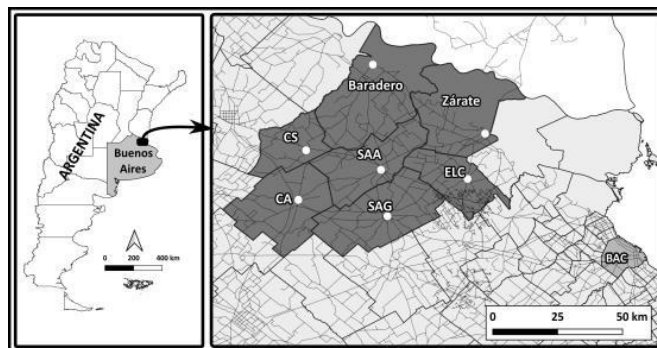 ARGENTINA
Buenos
Aires
0 200 400 km
Baradero
Zárate
CS
SAA
ELC
CA
SAG
BAC
0 25 50 km